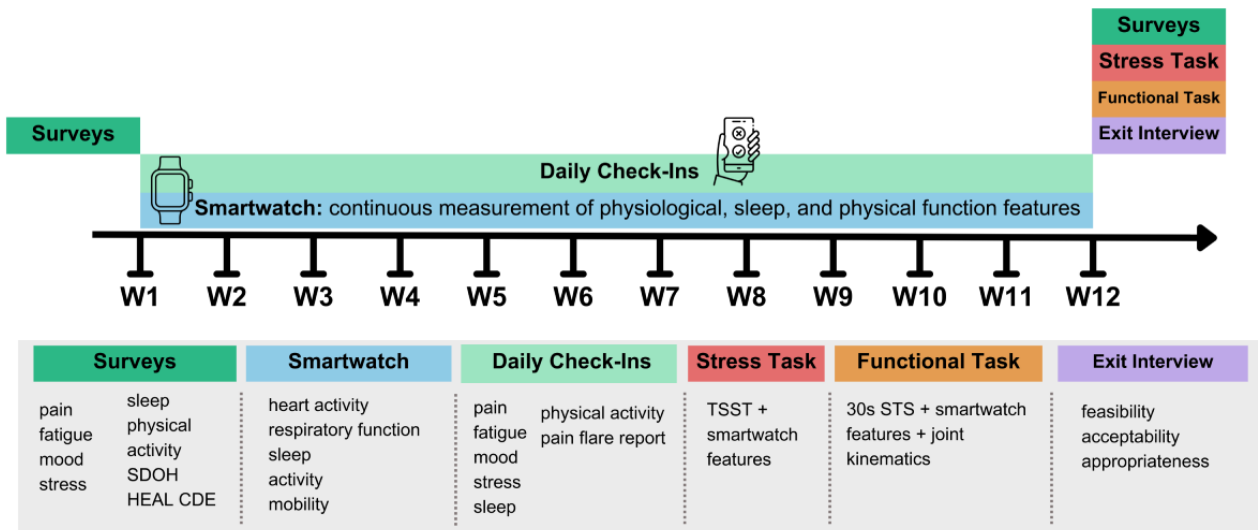 Surveys
Stress Task
Functional Task
Exit Interview
Surveys
Daily Check-Ins
Smartwatch: continuous measurement of physiological, sleep, and physical function features
W1 W2 W3 W4 W5 W6 W7 W8 W9 W10 W11 W12
Surveys
pain
fatigue
mood
stress
sleep
physical
activity
SDOH
HEAL CDE
Smartwatch
heart activity
respiratory function
sleep
activity
mobility
Daily Check-Ins
pain
fatigue
mood
stress
sleep
physical activity
pain flare report
Stress Task
TSST +
smartwatch
features
Functional Task
30s STS + smartwatch
features + joint
kinematics
Exit Interview
feasibility
acceptability
appropriateness